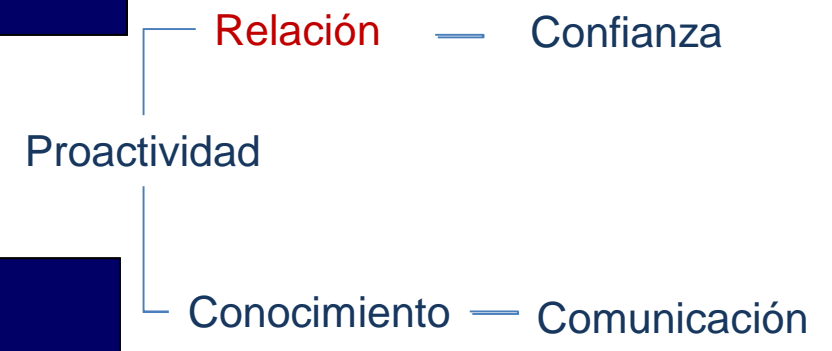 Relación — Confianza
Proactividad
Conocimiento — Comunicación